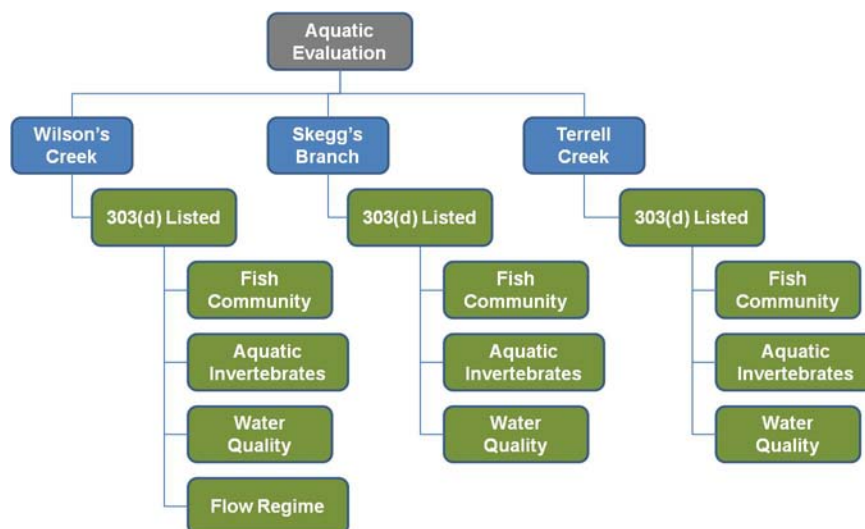 Aquatic
Evaluation
Wilson's
Creek
Skegg's
Branch
Terrell
Creek
303(d) Listed
303(d) Listed
303(d) Listed
Fish
Community
Fish
Community
Fish
Community
Aquatic
Invertebrates
Aquatic
Invertebrates
Aquatic
Invertebrates
Water
Quality
Water
Quality
Water
Quality
Flow Regime